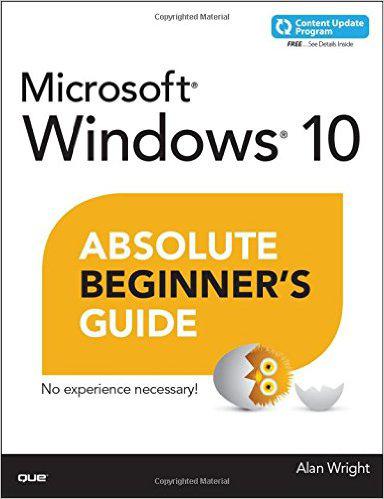 Copyrighted Material
Content Update
Program
FREE... See Details Inside
Microsoft®
Windows® 10
ABSOLUTE
BEGINNER'S
GUIDE
No experience necessary!
Alan Wright
QUE®
Copyrighted Material